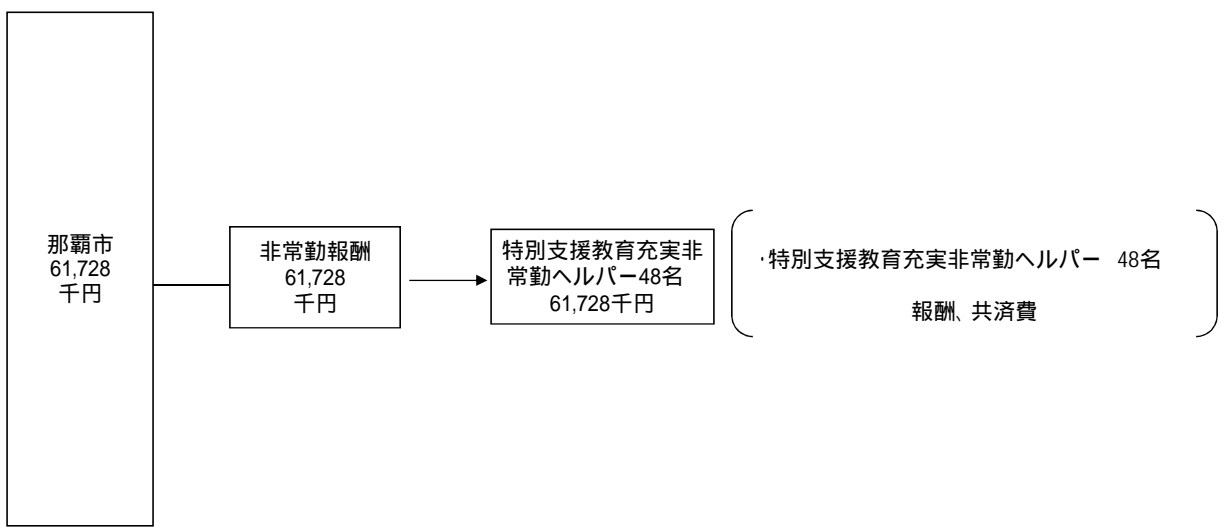 那覇市
61,728
千円
非常勤報酬
61,728
千円
特別支援教育充実非
常勤ヘルパー48名
61,728千円
・特別支援教育充実非常勤ヘルパー　48名
報酬、共済費